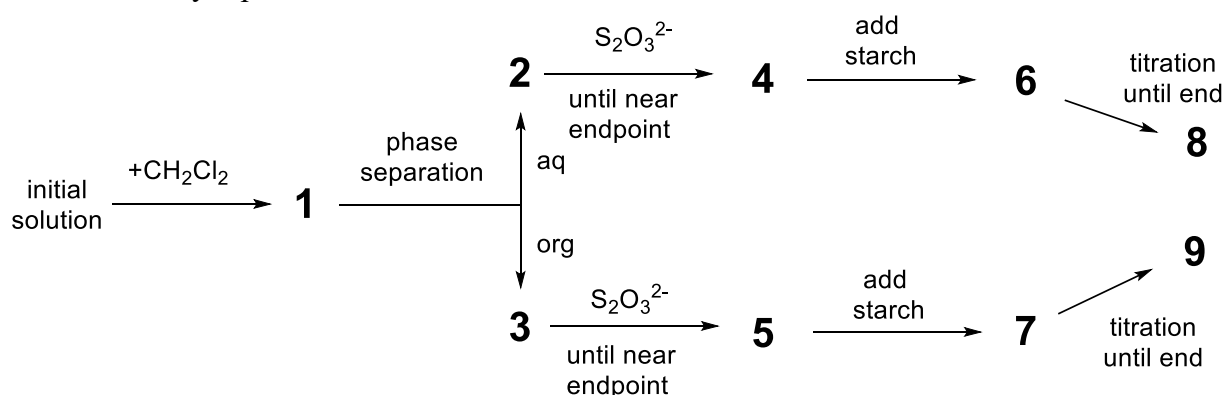 initial
solution
+CH2Cl2
1
phase
separation
aq
org
2
S2O3^2-
until near
endpoint
4
add
starch
6
titration
until end
8
3
S2O3^2-
until near
endpoint
5
add
starch
7
titration
until end
9